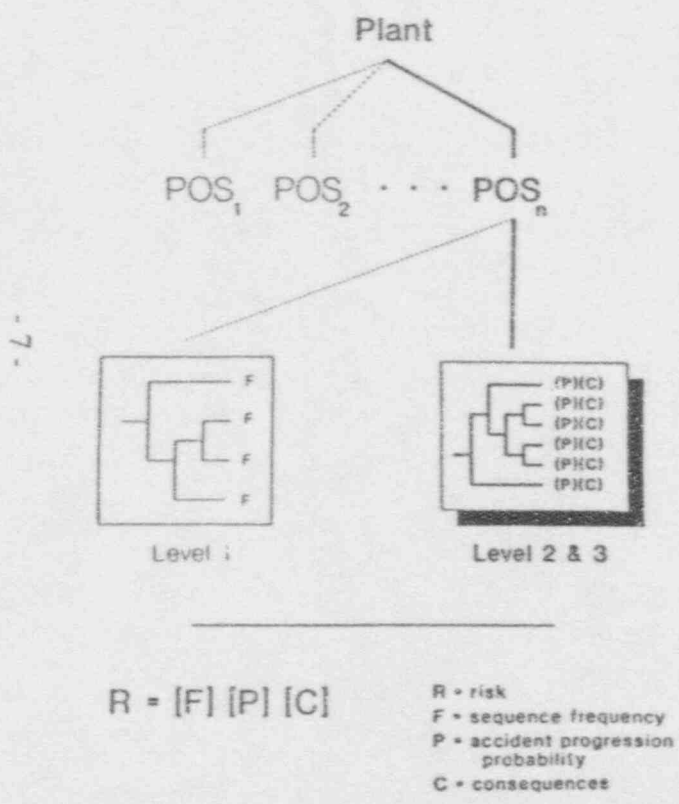 Plant
POS1 POS2 · · · POSn
- 7 -
F
F
F
F
(P)(C)
(P)(C)
(P)(C)
(P)(C)
(P)(C)
(P)(C)
Level 1
Level 2 & 3
R = [F] [P] [C]
R = risk
F = sequence frequency
P = accident progression
probability
C = consequences